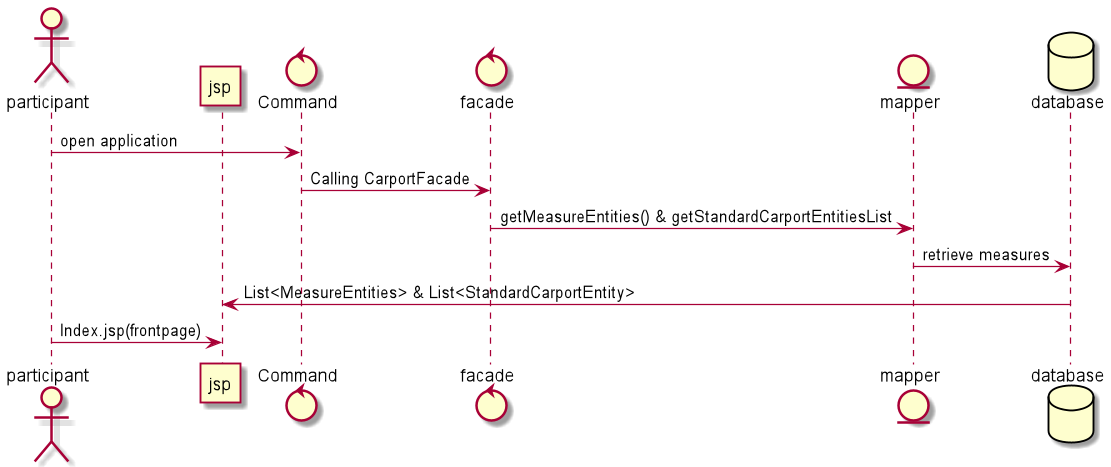 participant
jsp
Command
facade
mapper
database
open application
Calling CarportFacade
getMeasureEntities() & getStandardCarportEntitiesList
retrieve measures
List<MeasureEntities> & List<StandardCarportEntity>
Index.jsp(frontpage)
participant
jsp
Command
facade
mapper
database